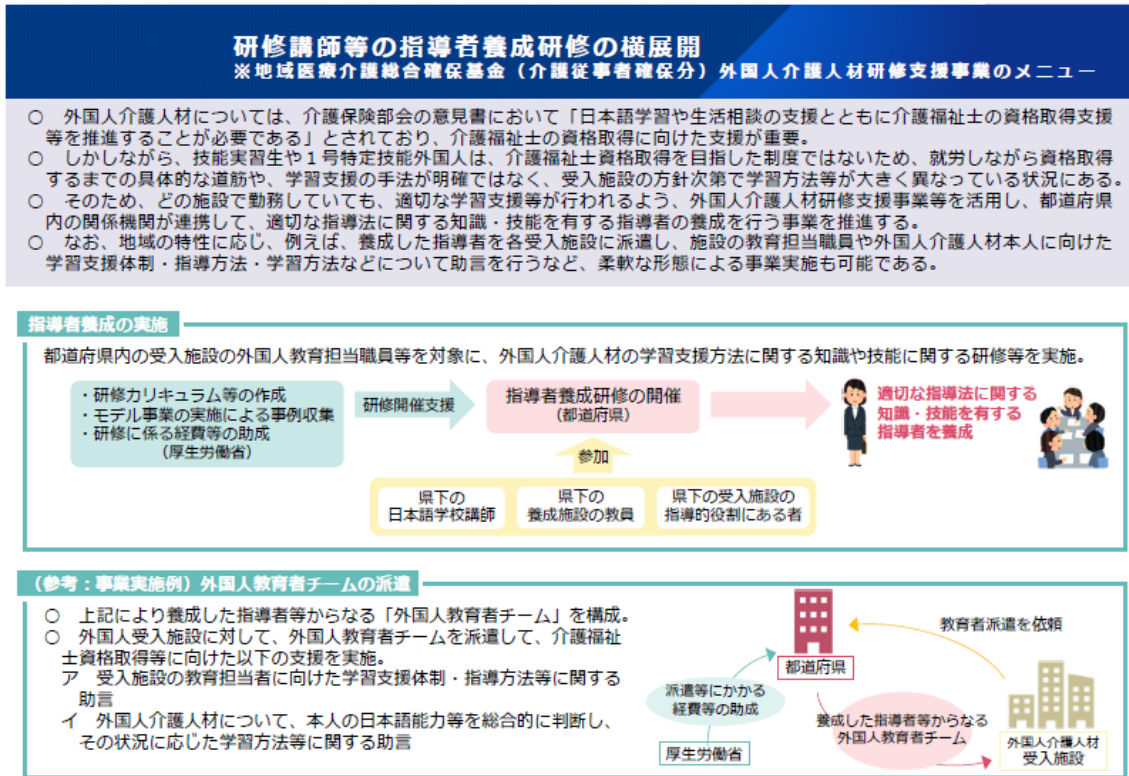 研修講師等の指導者養成研修の横展開
※地域医療介護総合確保基金（介護従事者確保分）外国人介護人材研修支援事業のメニュー
○　外国人介護人材については、介護保険部会の意見書において「日本語学習や生活相談の支援とともに介護福祉士の資格取得支援
等を推進することが必要である」とされており、介護福祉士の資格取得に向けた支援が重要。
○　しかしながら、技能実習生や１号特定技能外国人は、介護福祉士資格取得を目指した制度ではないため、就労しながら資格取得
するまでの具体的な道筋や、学習支援の手法が明確ではなく、受入施設の方針次第で学習方法等が大きく異なっている状況にある。
○　そのため、どの施設で勤務していても、適切な学習支援等が行われるよう、外国人介護人材研修支援事業等を活用し、都道府県
内の関係機関が連携して、適切な指導法に関する知識・技能を有する指導者の養成を行う事業を推進する。
○　なお、地域の特性に応じ、例えば、養成した指導者を各受入施設に派遣し、施設の教育担当職員や外国人介護人材本人に向けた
学習支援体制・指導方法・学習方法などについて助言を行うなど、柔軟な形態による事業実施も可能である。
指導者養成の実施
都道府県内の受入施設の外国人教育担当職員等を対象に、外国人介護人材の学習支援方法に関する知識や技能に関する研修等を実施。
・研修カリキュラム等の作成
・モデル事業の実施による事例収集
・研修に係る経費等の助成
（厚生労働省）
研修開催支援
指導者養成研修の開催
（都道府県）
適切な指導法に関する
知識・技能を有する
指導者を養成
参加
県下の
日本語学校講師
県下の
養成施設の教員
県下の受入施設の
指導的役割にある者
（参考：事業実施例）外国人教育者チームの派遣
○　上記により養成した指導者等からなる「外国人教育者チーム」を構成。
○　外国人受入施設に対して、外国人教育者チームを派遣して、介護福祉
士資格取得等に向けた以下の支援を実施。
ア　受入施設の教育担当者に向けた学習支援体制・指導方法等に関する
助言
イ　外国人介護人材について、本人の日本語能力等を総合的に判断し、
その状況に応じた学習方法等に関する助言
都道府県
教育者派遣を依頼
派遣等にかかる
経費等の助成
厚生労働省
養成した指導者等からなる
外国人教育者チーム
外国人介護人材
受入施設